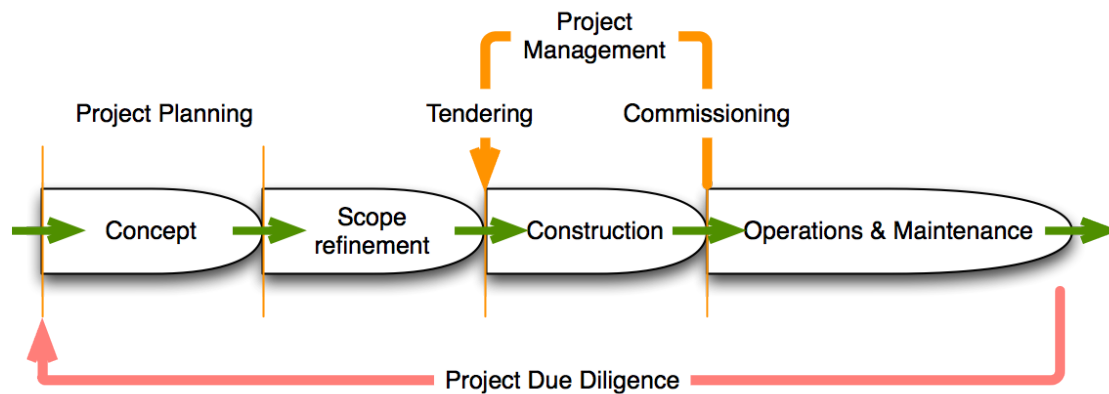 Project
Management
Project Planning
Tendering
Commissioning
Concept
Scope
refinement
Construction
Operations & Maintenance
Project Due Diligence